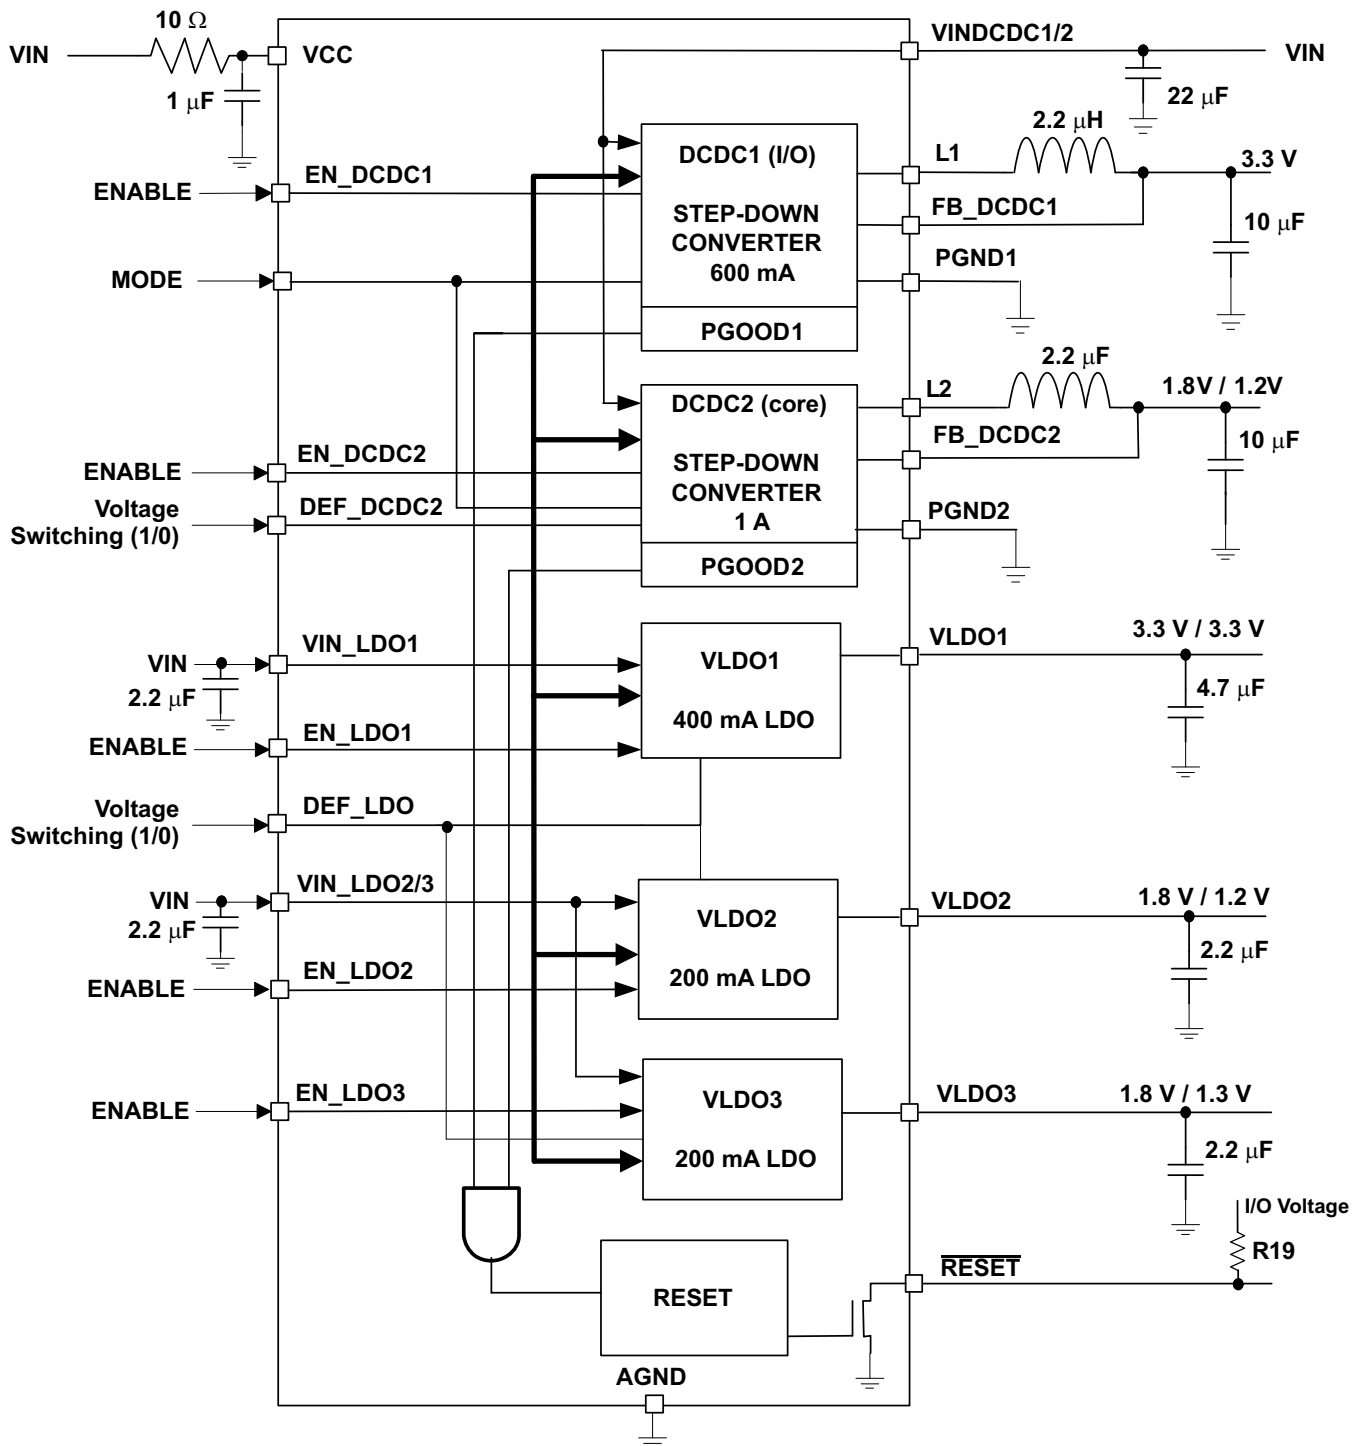 10 Ω
VIN
VCC
1 μF
VINDCDC1/2
VIN
22 μF
2.2 μH
DCDC1 (I/O)
STEP-DOWN
CONVERTER
600 mA
PGOOD1
L1
3.3 V
FB_DCDC1
10 μF
PGND1
ENABLE
EN_DCDC1
MODE
2.2 μF
DCDC2 (core)
STEP-DOWN
CONVERTER
1 A
PGOOD2
L2
1.8V / 1.2V
FB_DCDC2
10 μF
PGND2
ENABLE
EN_DCDC2
Voltage
Switching (1/0)
DEF_DCDC2
VIN
VIN_LDO1
2.2 μF
VLDO1
400 mA LDO
VLDO1
3.3 V / 3.3 V
4.7 μF
ENABLE
EN_LDO1
Voltage
Switching (1/0)
DEF_LDO
VIN
VIN_LDO2/3
2.2 μF
VLDO2
200 mA LDO
VLDO2
1.8 V / 1.2 V
2.2 μF
ENABLE
EN_LDO2
ENABLE
EN_LDO3
VLDO3
200 mA LDO
VLDO3
1.8 V / 1.3 V
2.2 μF
I/O Voltage
R19
RESET
RESET
AGND